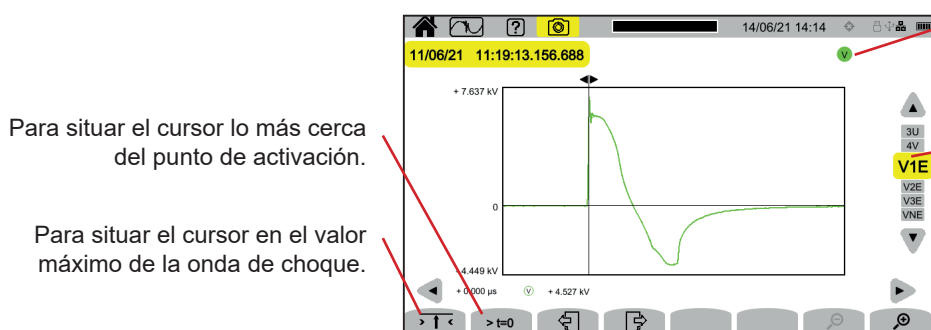 14/06/21 14:14
11/06/21 11:19:13.156.688
V
+ 7.637 kV
Para situar el cursor lo más cerca
del punto de activación.
3U
4V
V1E
V2E
V3E
VNE
0
Para situar el cursor en el valor
máximo de la onda de choque.
- 4.449 kV
+ 0.000 µs V + 4.527 kV
> t=0